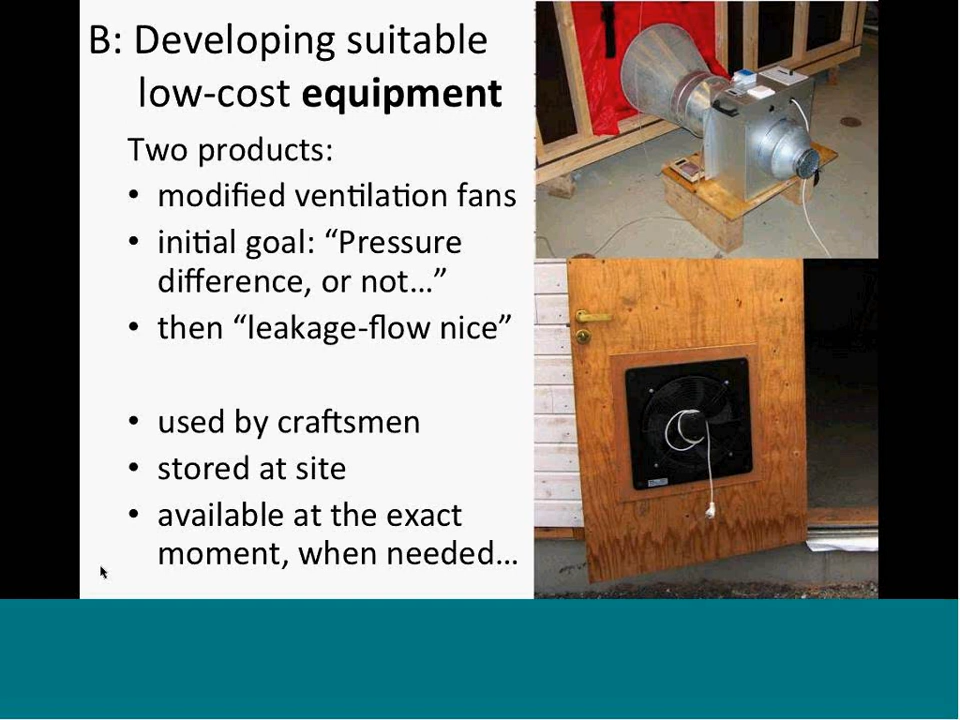 B: Developing suitable
low-cost equipment
Two products:
• modified ventilation fans
• initial goal: “Pressure
difference, or not…”
• then “leakage-flow nice”
• used by craftsmen
• stored at site
• available at the exact
moment, when needed…